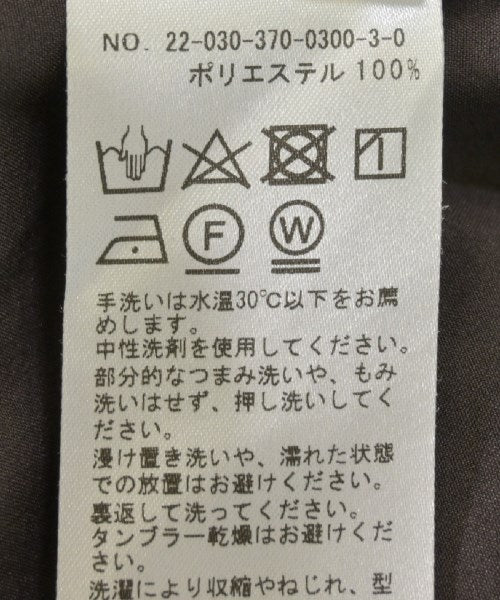 NO. 22-030-370-0300-3-0
ポリエステル 100%
F
W
手洗いは水温30℃以下をお薦
めします。
中性洗剤を使用してください。
部分的なつまみ洗いや、もみ
洗いはせず、押し洗いしてく
ださい。
浸け置き洗いや、濡れた状態
での放置はお避けください。
裏返して洗ってください。
タンブラー乾燥はお避けくだ
さい。
洗濯により収縮やねじれ、型